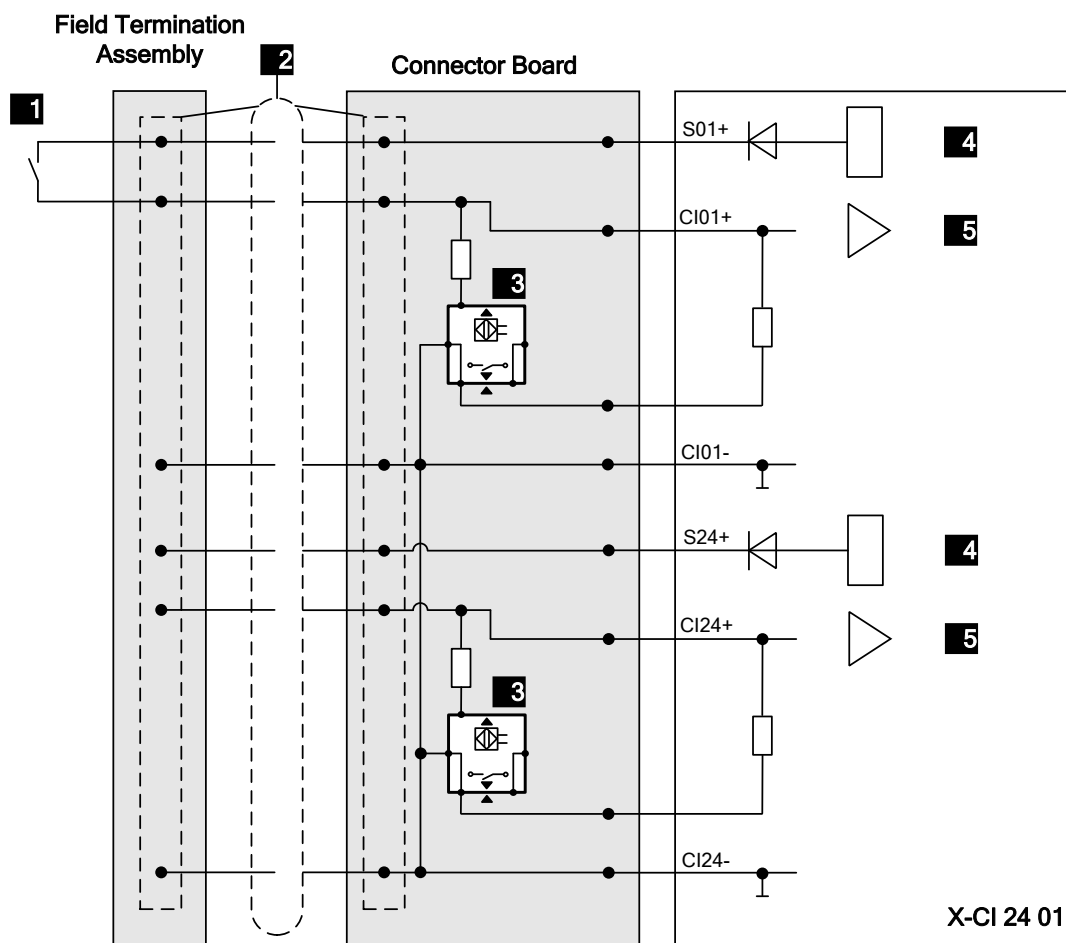 Field Termination
Assembly
2
Connector Board
1
S01+
4
CI01+
5
3
CI01-
S24+
4
CI24+
5
3
CI24-
X-CI 24 01